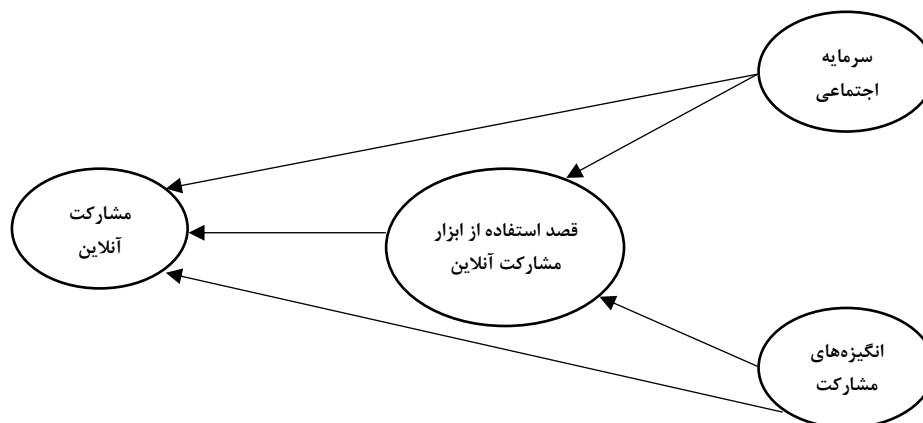 سرمایه
اجتماعی
قصد استفاده از ابزار
مشارکت آنلاین
مشارکت
آنلاین
انگیزه‌های
مشارکت